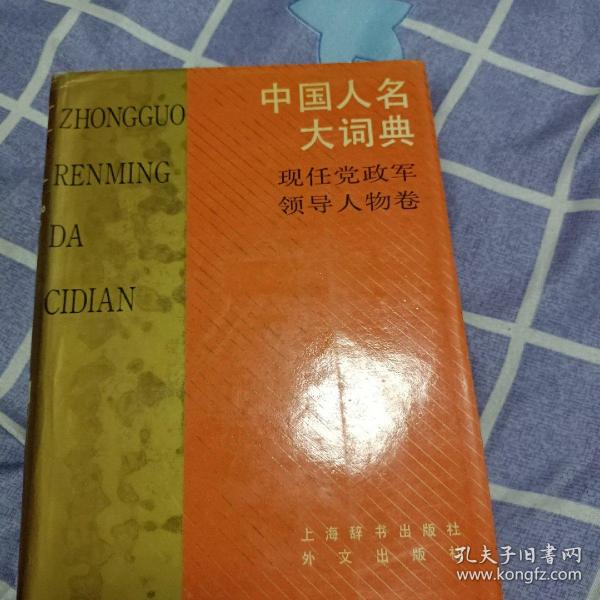 ZHONGGUO
RENMING
DA
CIDIAN
中国人名
大词典
现任党政军
领导人物卷
上海辞书出版社
外文出版社
孔夫子旧書网
www.kongfz.com